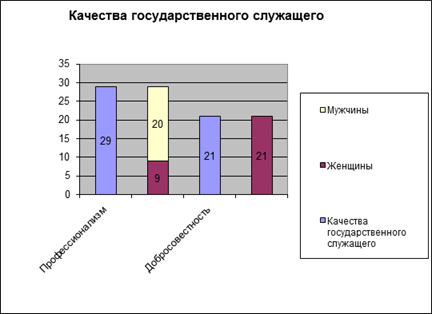 Качества государственного служащего
35
30
25
20
15
10
5
0
29
20
9
21
21
Профессионализм
Добросовестность
Мужчины
Женщины
Качества
государственного
служащего